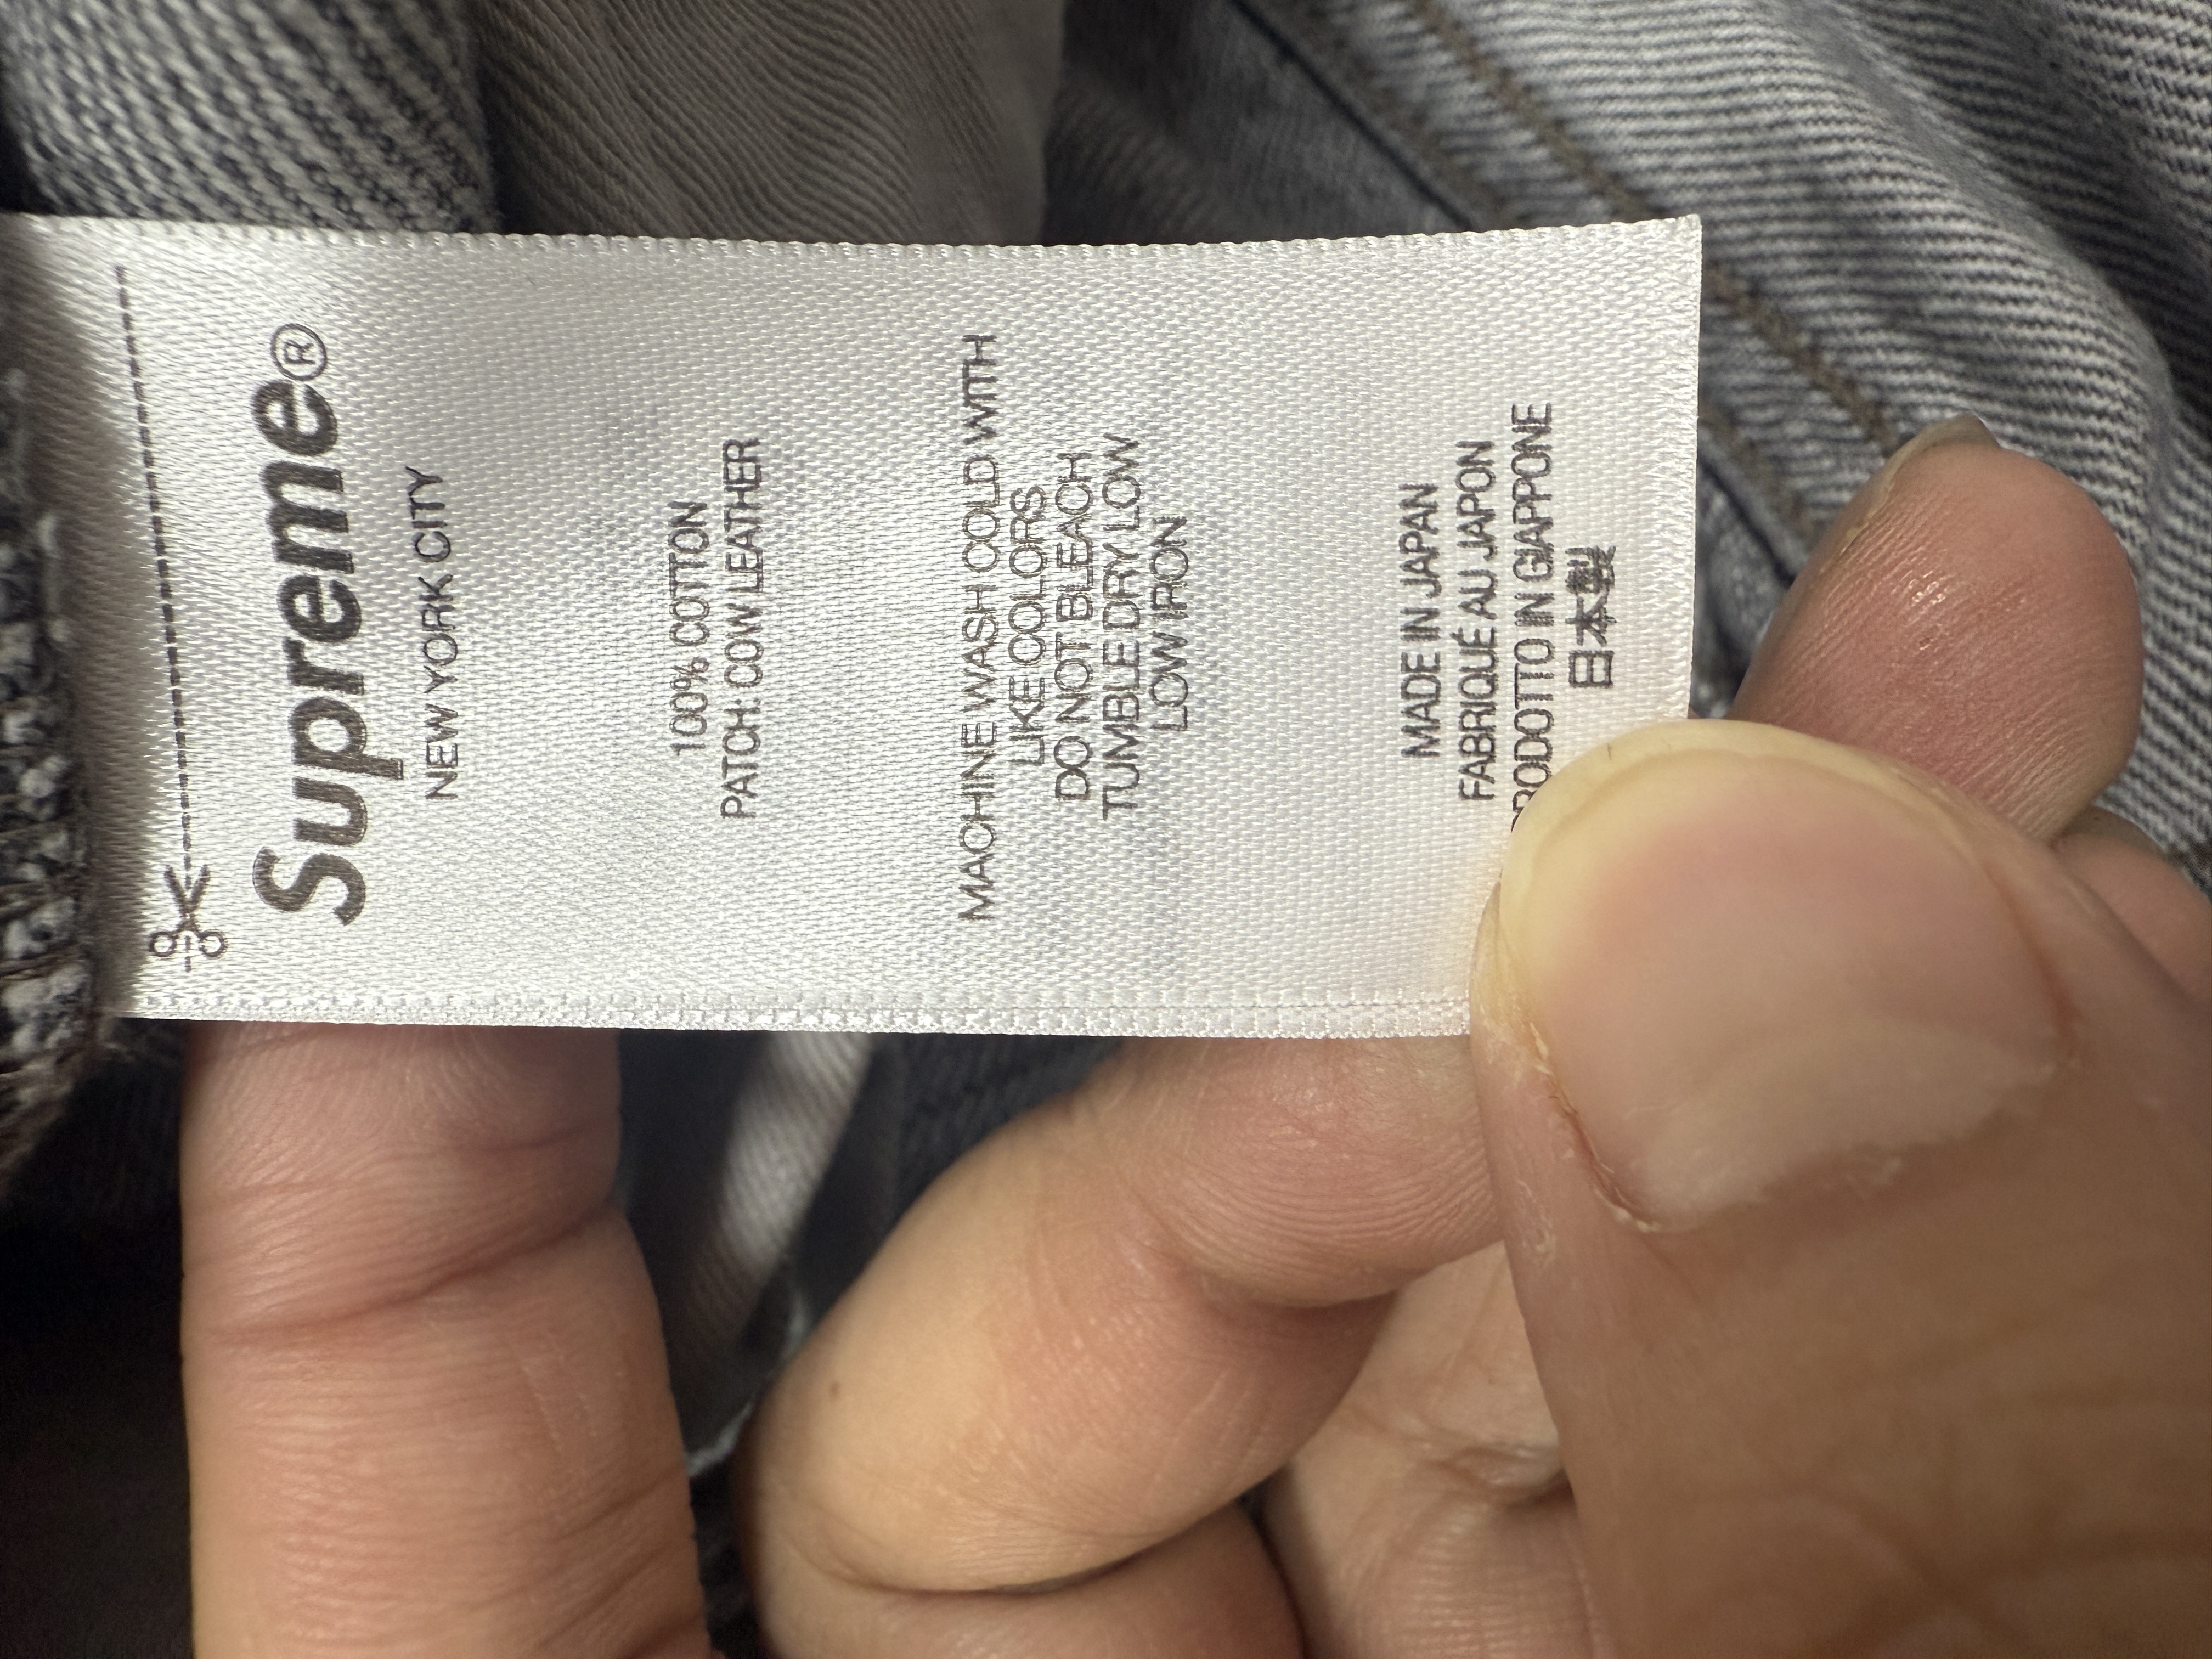 Supreme®
NEW YORK CITY
100% COTTON
PATCH: COW LEATHER
MACHINE WASH COLD WITH
LIKE COLORS
DO NOT BLEACH
TUMBLE DRY LOW
LOW IRON
MADE IN JAPAN
FABRIQUÉ AU JAPON
PRODOTTO IN GIAPPONE
日本製